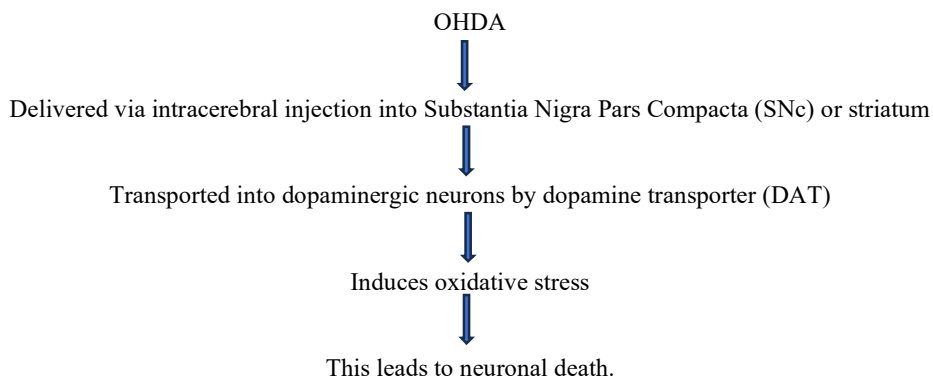 OHDA
Delivered via intracerebral injection into Substantia Nigra Pars Compacta (SNc) or striatum
Transported into dopaminergic neurons by dopamine transporter (DAT)
Induces oxidative stress
This leads to neuronal death.